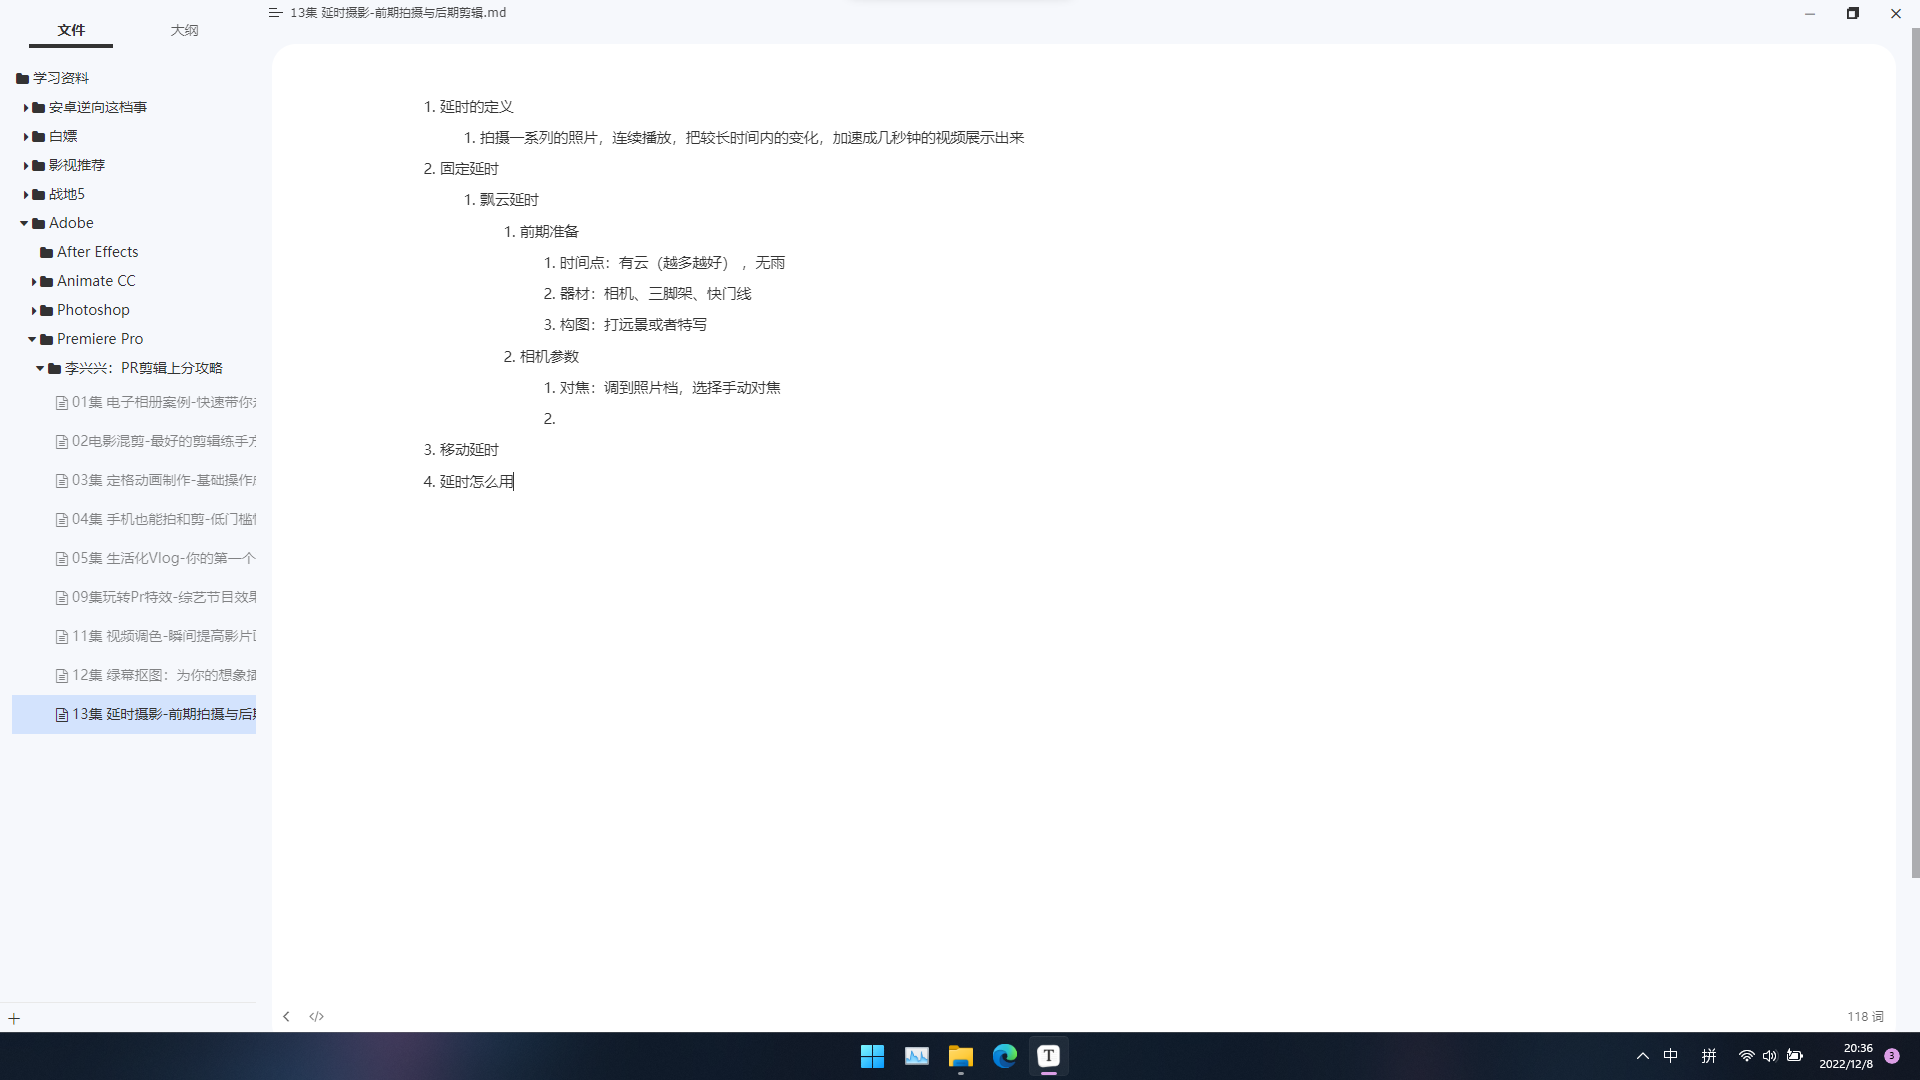 文件
大纲
13集 延时摄影-前期拍摄与后期剪辑.md
学习资料
安卓逆向这档事
白嫖
影视推荐
战地5
Adobe
After Effects
Animate CC
Photoshop
Premiere Pro
李兴兴：PR剪辑上分攻略
01集 电子相册案例-快速带你
02电影混剪-最好的剪辑练手
03集 定格动画制作-基础操作
04集 手机也能拍和剪-低门槛
05集 生活化Vlog-你的第一个
09集玩转Pr特效-综艺节目效果
11集 视频调色-瞬间提高影片
12集 绿幕抠图：为你的想象
13集 延时摄影-前期拍摄与后
1. 延时的定义
1. 拍摄一系列的照片，连续播放，把较长时间内的变化，加速成几秒钟的视频展示出来
2. 固定延时
1. 飘云延时
1. 前期准备
1. 时间点：有云（越多越好） ，无雨
2. 器材：相机、三脚架、快门线
3. 构图：打远景或者特写
2. 相机参数
1. 对焦：调到照片档，选择手动对焦
2.
3. 移动延时
4. 延时怎么用
</>
118 词
T
中
拼
20:36
2022/12/8
3